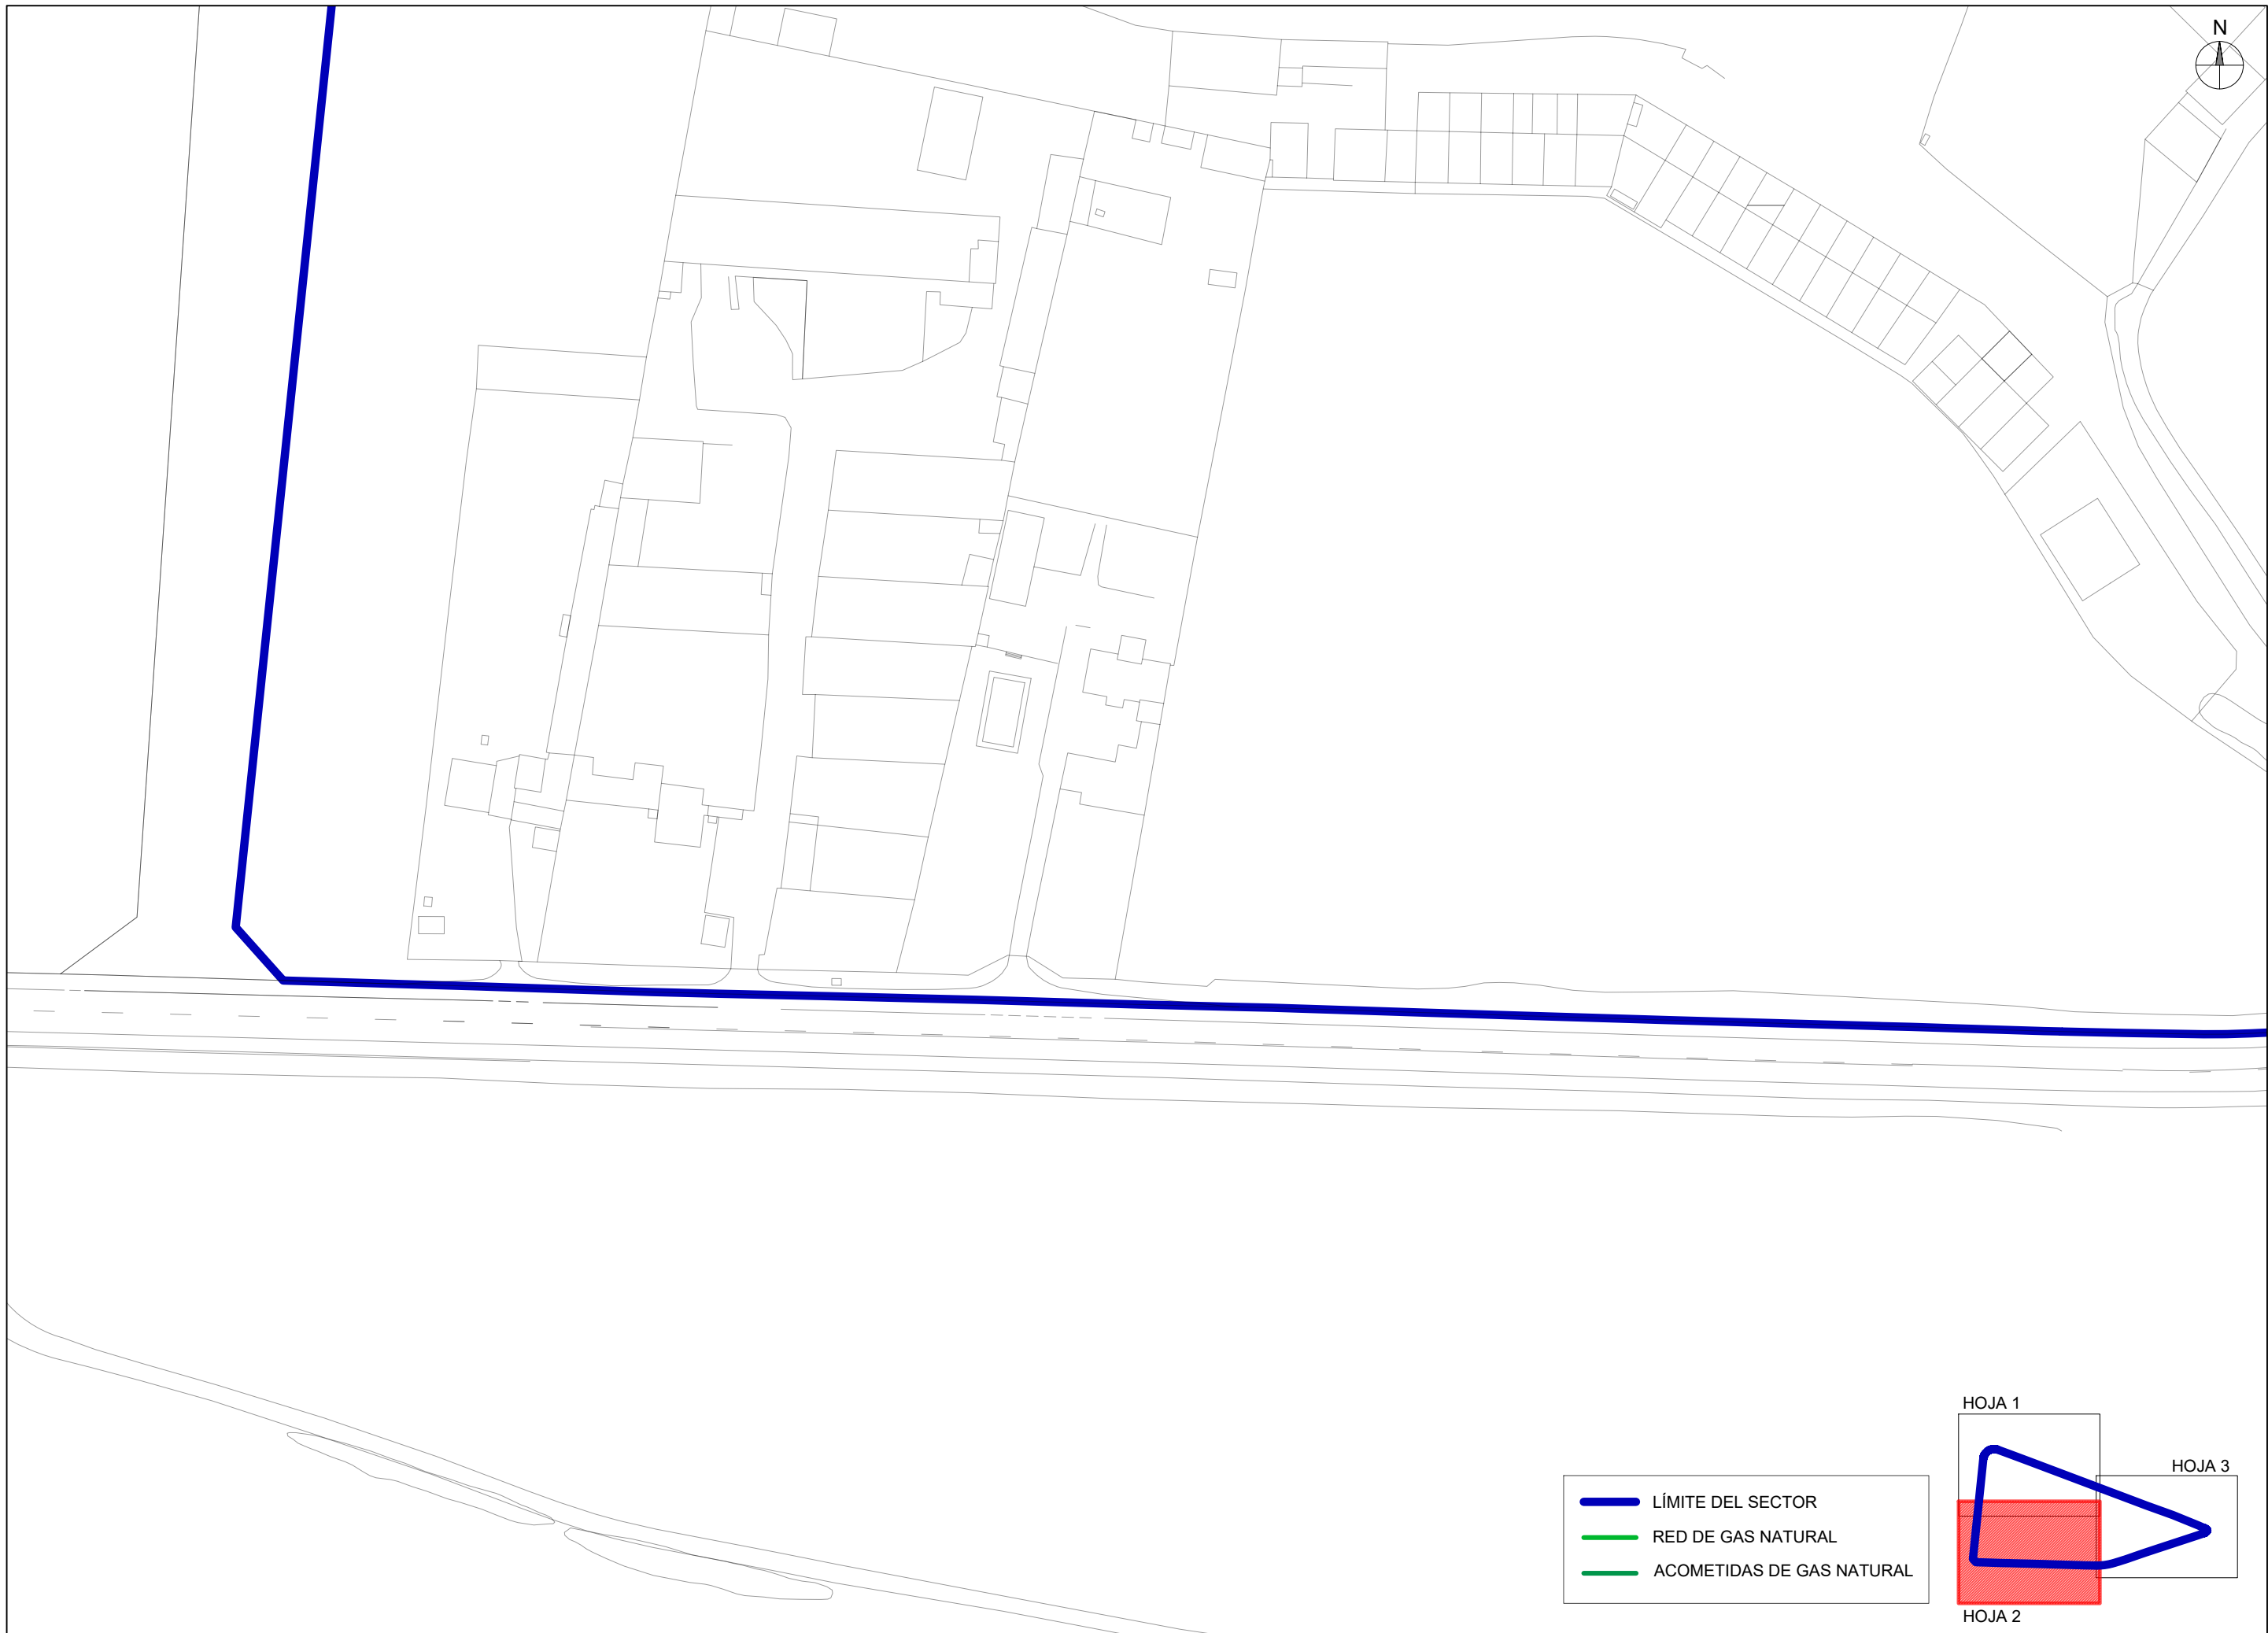 N
HOJA 1
HOJA 3
LÍMITE DEL SECTOR
RED DE GAS NATURAL
ACOMETIDAS DE GAS NATURAL
HOJA 2